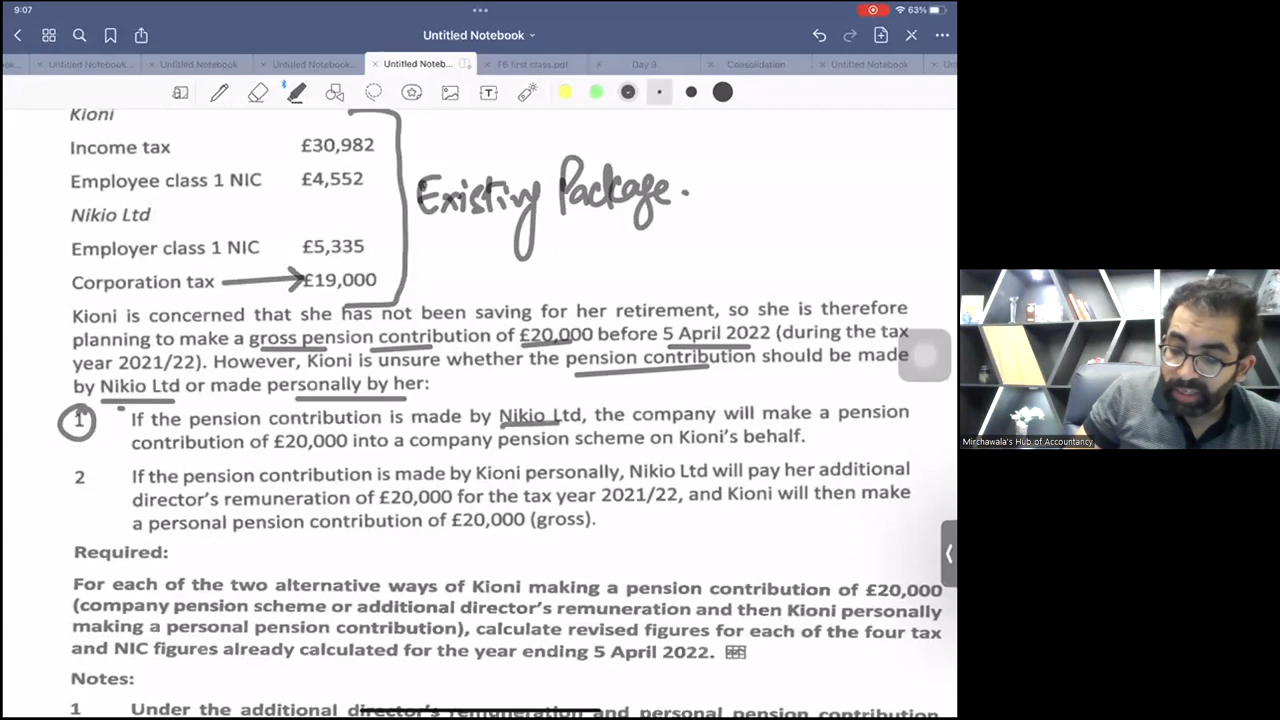 9:07
63%
Untitled Notebook
Untitled Notebook...
Untitled Notebook
Untitled Notebook...
Untitled Noteb...
F6 first class.pdf
Day 3
Consolidation
Untitled Notebook
Kioni
Income tax £30,982
Employee class 1 NIC £4,552
Nikio Ltd
Employer class 1 NIC £5,335
Corporation tax £19,000
Existing Package.
Kioni is concerned that she has not been saving for her retirement, so she is therefore
planning to make a gross pension contribution of £20,000 before 5 April 2022 (during the tax
year 2021/22). However, Kioni is unsure whether the pension contribution should be made
by Nikio Ltd or made personally by her:
1 If the pension contribution is made by Nikio Ltd, the company will make a pension
contribution of £20,000 into a company pension scheme on Kioni's behalf.
2 If the pension contribution is made by Kioni personally, Nikio Ltd will pay her additional
director's remuneration of £20,000 for the tax year 2021/22, and Kioni will then make
a personal pension contribution of £20,000 (gross).
Required:
For each of the two alternative ways of Kioni making a pension contribution of £20,000
(company pension scheme or additional director's remuneration and then Kioni personally
making a personal pension contribution), calculate revised figures for each of the four tax
and NIC figures already calculated for the year ending 5 April 2022.
Notes:
1 Under the additional director's remuneration and personal pension contribution
Mirchawala's Hub of Accountancy